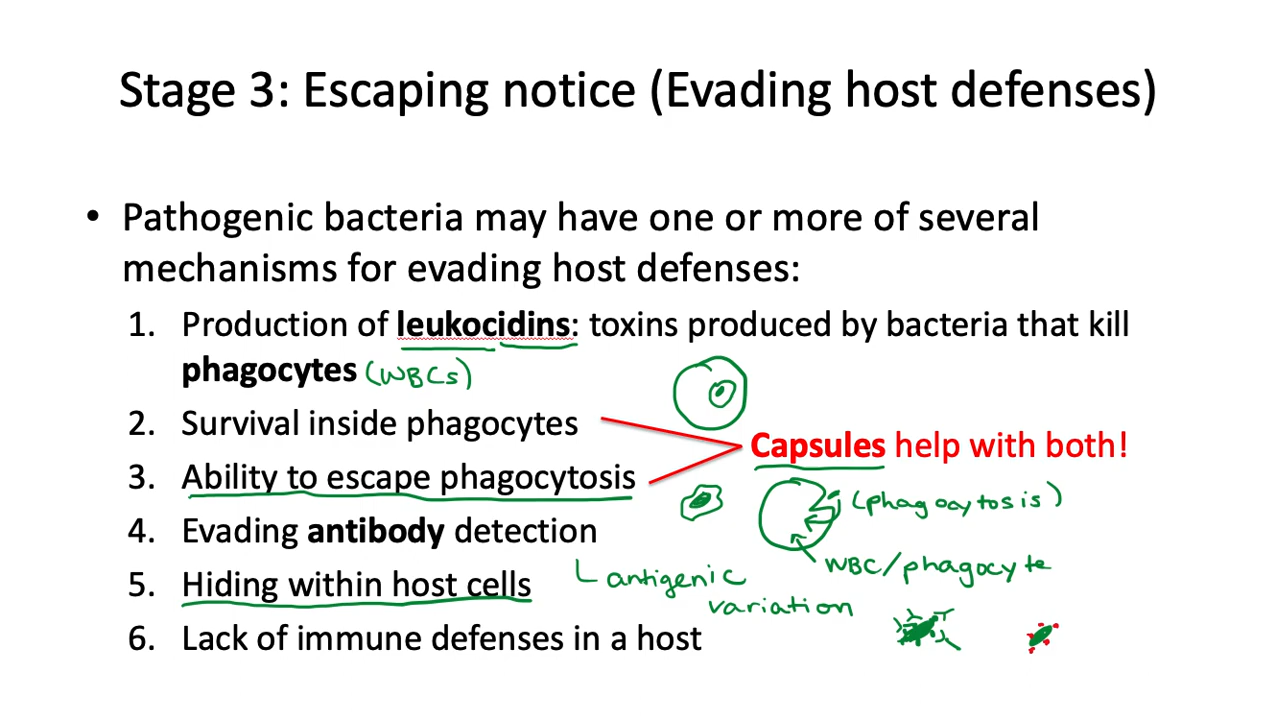 Stage 3: Escaping notice (Evading host defenses)
• Pathogenic bacteria may have one or more of several
mechanisms for evading host defenses:
1. Production of leukocidins: toxins produced by bacteria that kill
phagocytes (WBCs)
2. Survival inside phagocytes
Capsules help with both!
3. Ability to escape phagocytosis
(phagocytosis)
4. Evading antibody detection
WBC/phagocyte
5. Hiding within host cells
antigenic
variation
6. Lack of immune defenses in a host